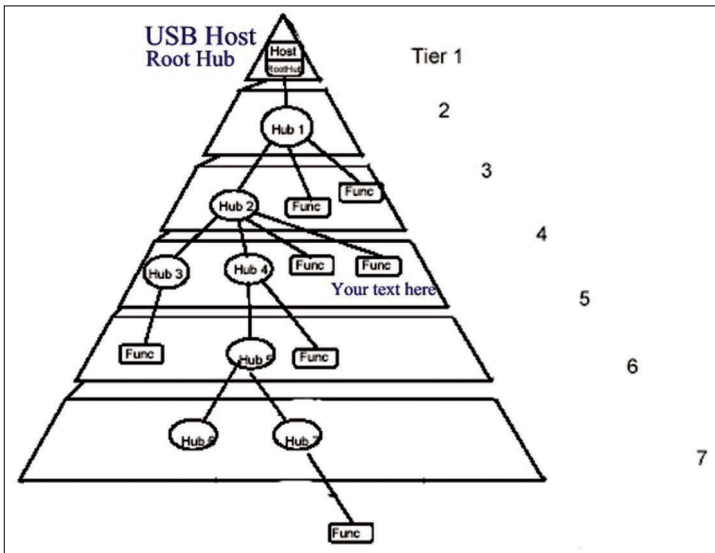 USB Host
Root Hub
Host
RootHub
Tier 1
2
Hub 1
3
Func
Func
Hub 2
4
Hub 3
Hub 4
Func
Func
Your text here
5
Func
Hub 5
Func
6
Hub 6
Hub 7
7
Func